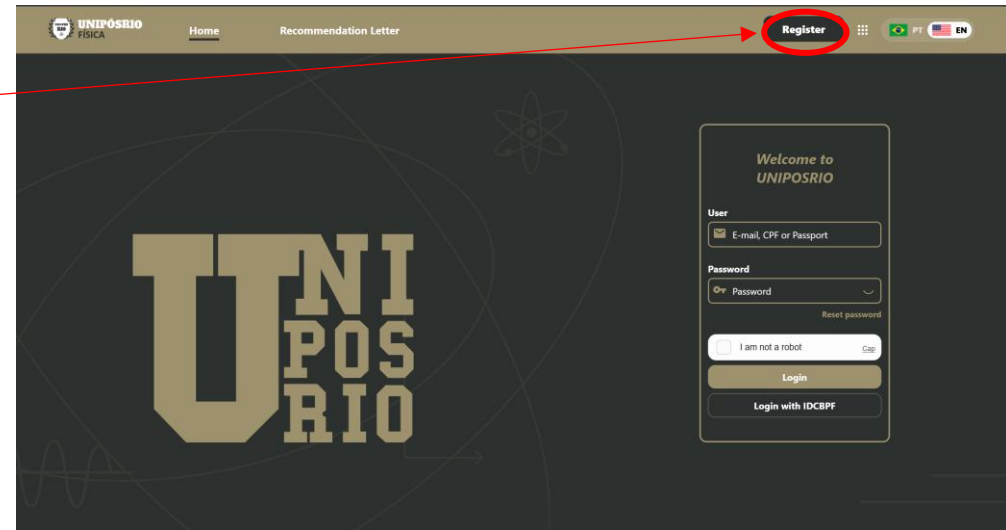 UNIPÓSRIO
FÍSICA
Home
Recommendation Letter
Register
PT
EN
UNI
POS
RIO
Welcome to
UNIPOSRIO
User
E-mail, CPF or Passport
Password
Password
Reset password
I am not a robot
Cap
Login
Login with IDCBPF